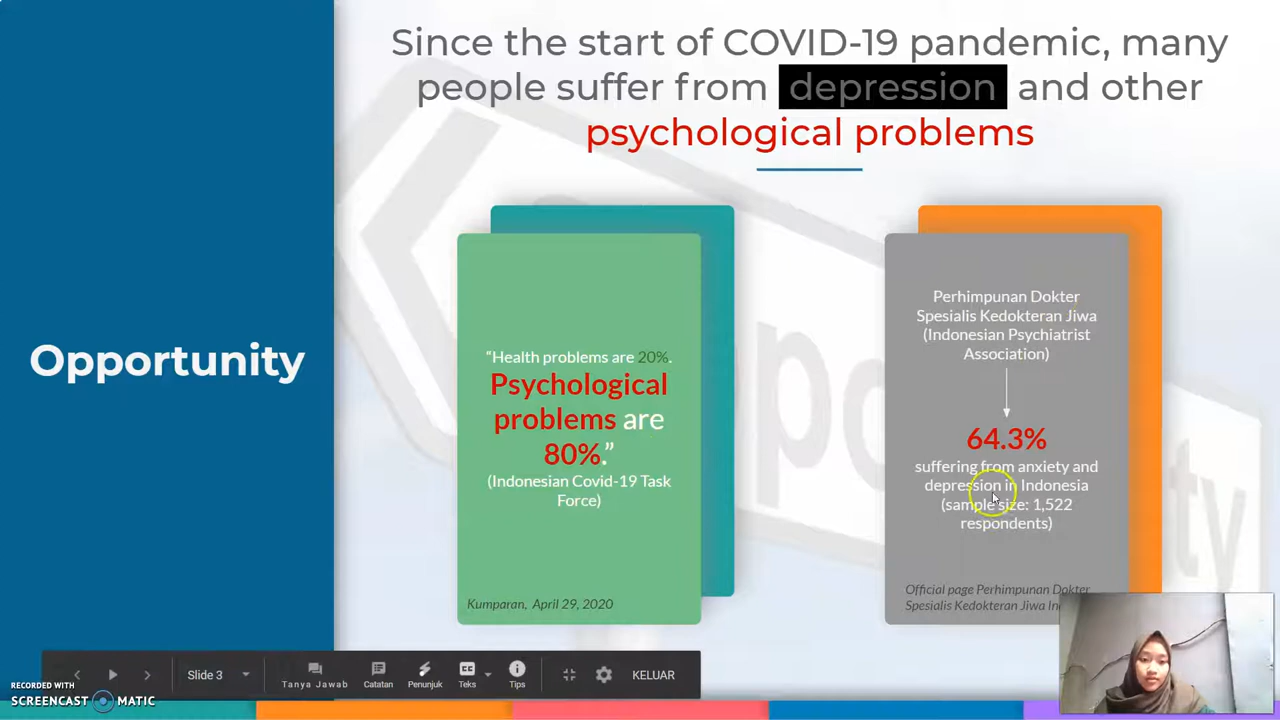 Since the start of COVID-19 pandemic, many
people suffer from depression and other
psychological problems
Opportunity
"Health problems are 20%.
Psychological
problems are
80%."
(Indonesian Covid-19 Task
Force)
Kumparan, April 29, 2020
Perhimpunan Dokter
Spesialis Kedokteran Jiwa
(Indonesian Psychiatrist
Association)
64.3%
suffering from anxiety and
depression in Indonesia
(sample size: 1,522
respondents)
Official page Perhimpunan Dokter
Spesialis Kedokteran Jiwa
Slide 3
Tanya Jawab
Catatan
Penunjuk
Teks
Tips
KELUAR
RECORDED WITH
SCREENCAST MATIC